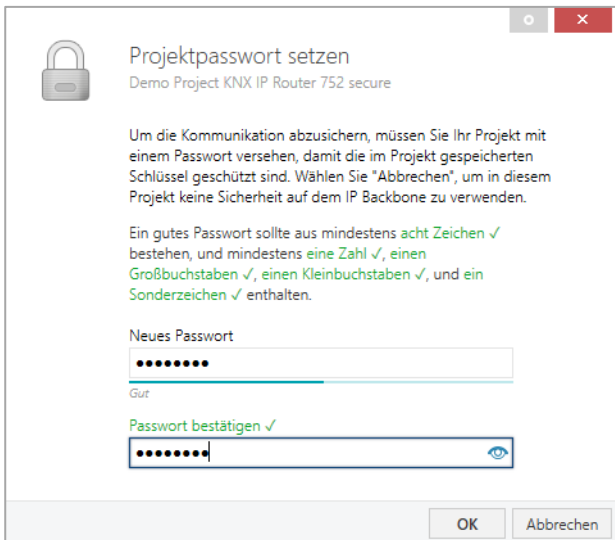 Projektpasswort setzen
Demo Project KNX IP Router 752 secure
Um die Kommunikation abzusichern, müssen Sie Ihr Projekt mit
einem Passwort versehen, damit die im Projekt gespeicherten
Schlüssel geschützt sind. Wählen Sie "Abbrechen", um in diesem
Projekt keine Sicherheit auf dem IP Backbone zu verwenden.
Ein gutes Passwort sollte aus mindestens acht Zeichen ✓
bestehen, und mindestens eine Zahl ✓, einen
Großbuchstaben ✓, einen Kleinbuchstaben ✓, und ein
Sonderzeichen ✓ enthalten.
Neues Passwort
••••••••
Gut
Passwort bestätigen ✓
••••••••
OK Abbrechen